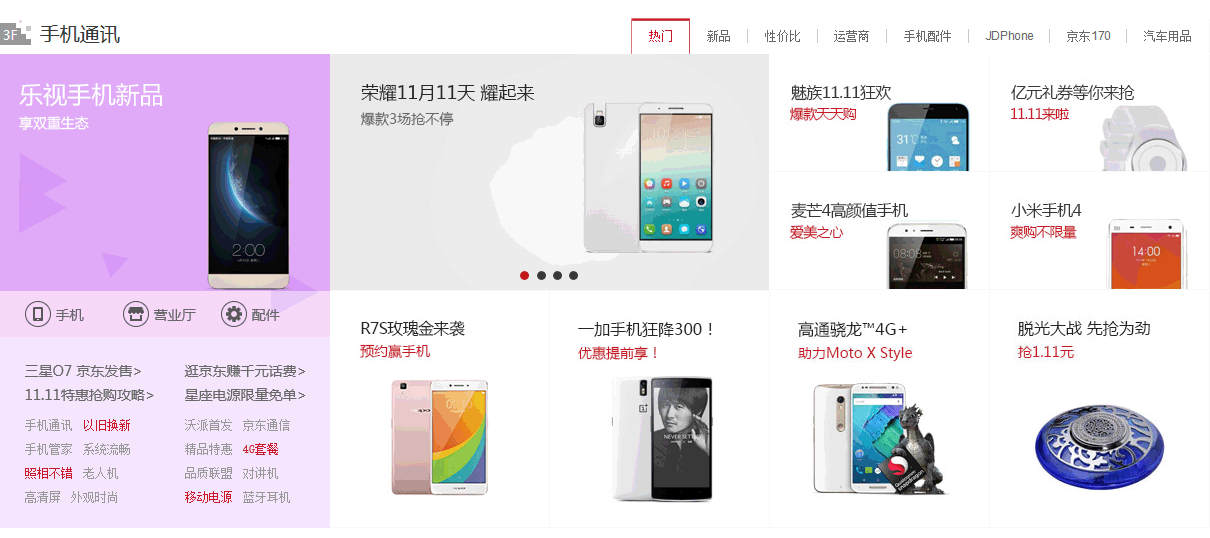 3F 手机通讯
热门 新品 性价比 运营商 手机配件 JDPhone 京东170 汽车用品
乐视手机新品
享双重生态
2:00
手机 营业厅 配件
三星O7 京东发售> 逛京东赚千元话费>
11.11特惠抢购攻略> 星座电源限量免单>
手机通讯 以旧换新 沃派首发 京东通信
手机管家 系统流畅 精品特惠 4G套餐
照相不错 老人机 品质联盟 对讲机
高清屏 外观时尚 移动电源 蓝牙耳机
荣耀11月11天 耀起来
爆款3场抢不停
魅族11.11狂欢
爆款天天购
31°
亿元礼券等你来抢
11.11来啦
麦芒4高颜值手机
爱美之心
08:08
小米手机4
爽购不限量
14:00
R7S玫瑰金来袭
预约赢手机
oppo
一加手机狂降300！
优惠提前享！
NEVER SETTLE
高通骁龙™4G+
助力Moto X Style
Qualcomm
snapdragon
脱光大战 先抢为劲
抢1.11元